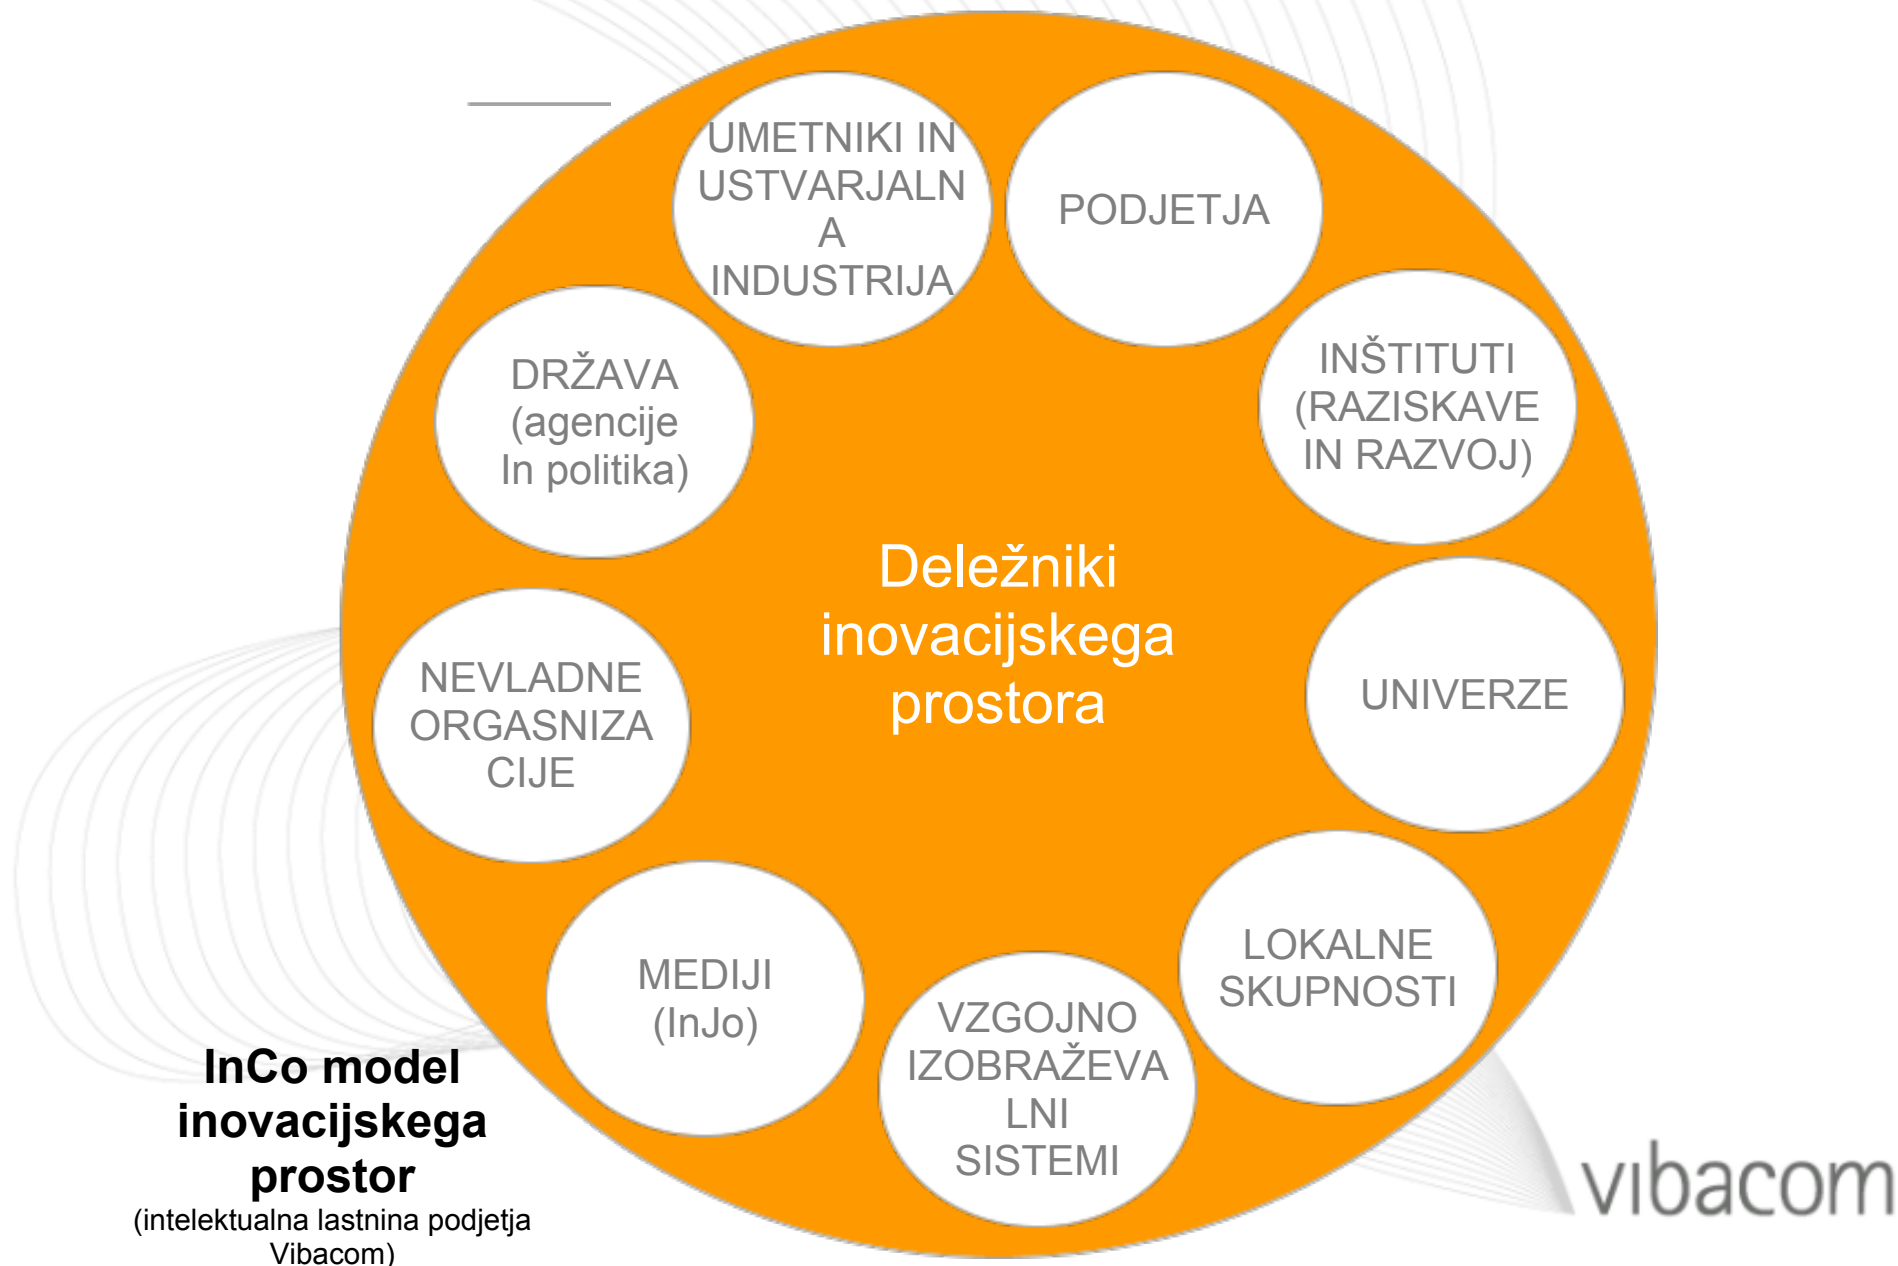 UMETNIKI IN
USTVARJALN
A
INDUSTRIJA
PODJETJA
INŠTITUTI
(RAZISKAVE
IN RAZVOJ)
DRŽAVA
(agencije
In politika)
Deležniki
inovacijskega
prostora
NEVLADNE
ORGASNIZA
CIJE
UNIVERZE
LOKALNE
SKUPNOSTI
MEDIJI
(InJo)
VZGOJNO
IZOBRAŽEVA
LNI
SISTEMI
InCo model
inovacijskega
prostor
(intelektualna lastnina podjetja
Vibacom)
vibacom